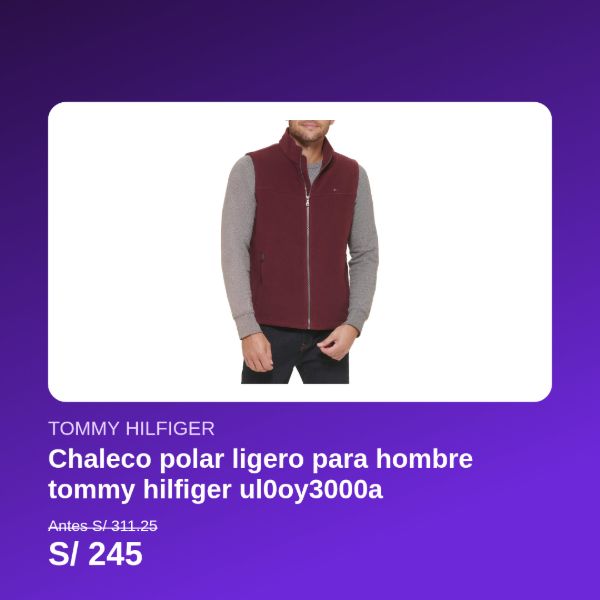 TOMMY HILFIGER
Chaleco polar ligero para hombre
tommy hilfiger ul0oy3000a
Antes S/ 311.25
S/ 245